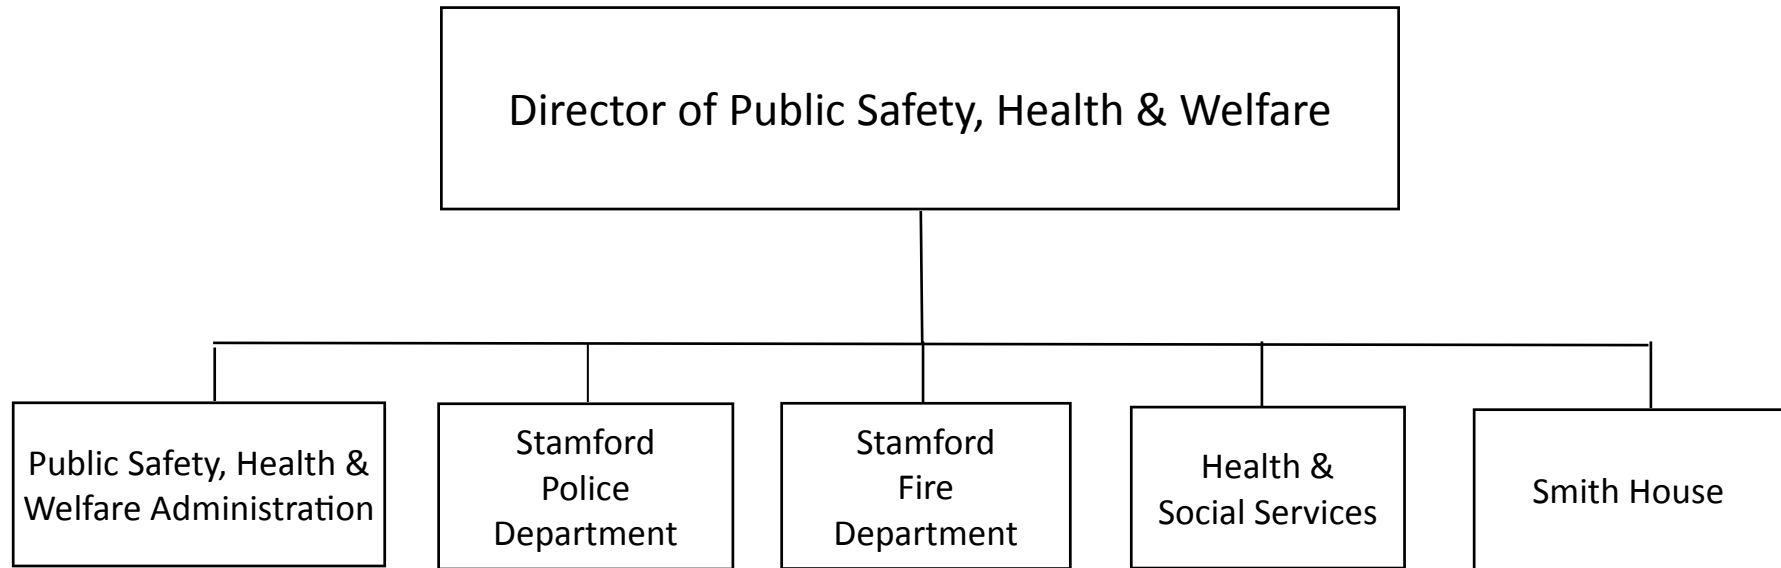 Director of Public Safety, Health & Welfare
Public Safety, Health &
Welfare Administration
Stamford
Police
Department
Stamford
Fire
Department
Health &
Social Services
Smith House